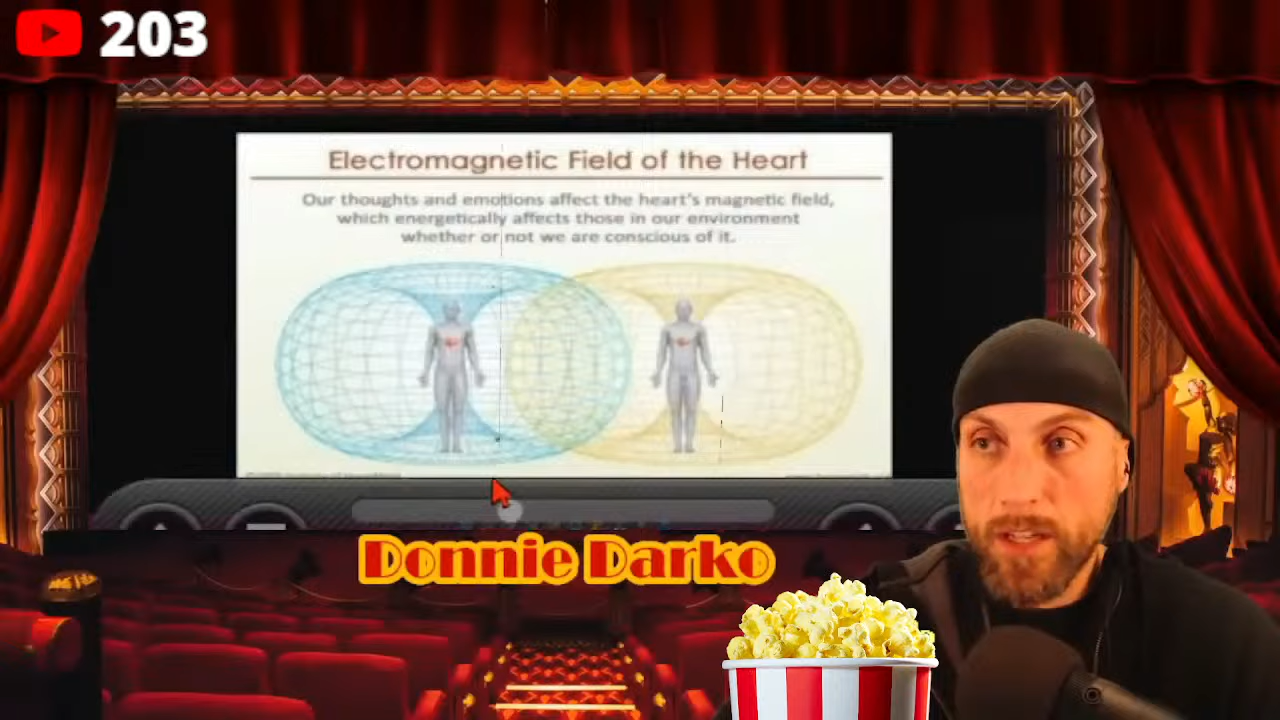 203
Electromagnetic Field of the Heart
Our thoughts and emotions affect the heart's magnetic field,
which energetically affects those in our environment
whether or not we are conscious of it.
Donnie Darko